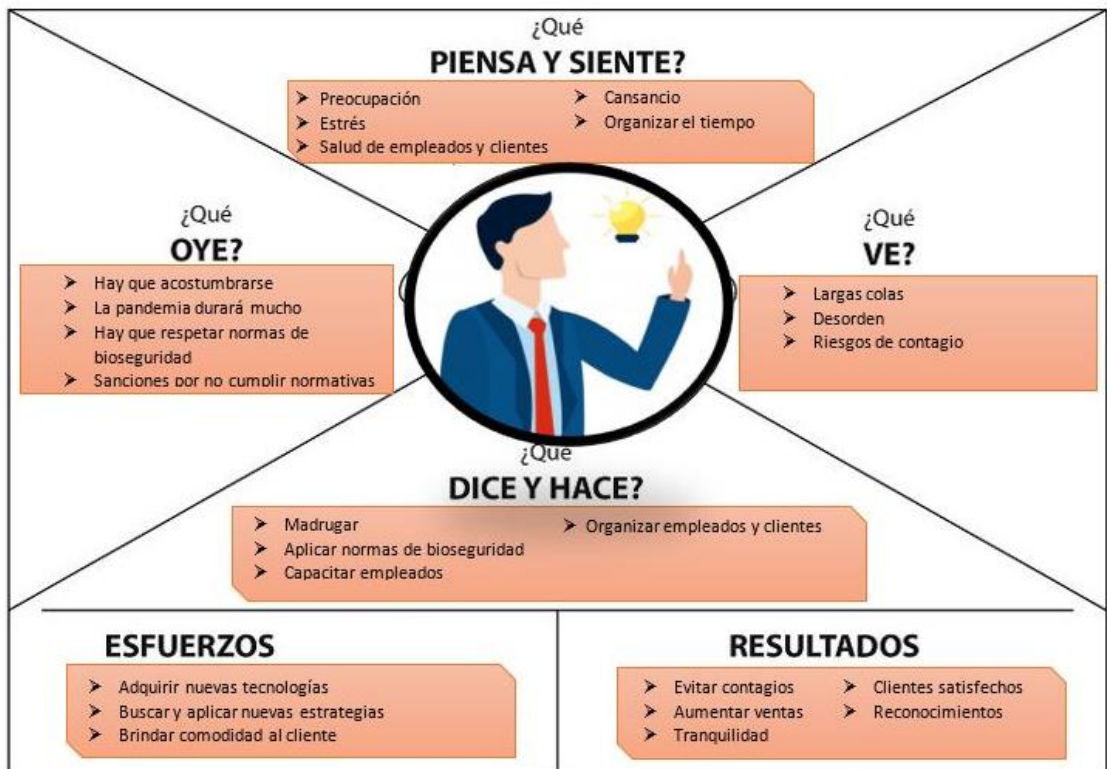 ¿Qué
PIENSA Y SIENTE?
➤ Preocupación
➤ Estrés
➤ Salud de empleados y clientes
➤ Cansancio
➤ Organizar el tiempo
¿Qué
OYE?
➤ Hay que acostumbrarse
➤ La pandemia durará mucho
➤ Hay que respetar normas de
bioseguridad
➤ Sanciones por no cumplir normativas
¿Qué
VE?
➤ Largas colas
➤ Desorden
➤ Riesgos de contagio
¿Qué
DICE Y HACE?
➤ Madrugar
➤ Aplicar normas de bioseguridad
➤ Capacitar empleados
➤ Organizar empleados y clientes
ESFUERZOS
➤ Adquirir nuevas tecnologías
➤ Buscar y aplicar nuevas estrategias
➤ Brindar comodidad al cliente
RESULTADOS
➤ Evitar contagios
➤ Aumentar ventas
➤ Tranquilidad
➤ Clientes satisfechos
➤ Reconocimientos